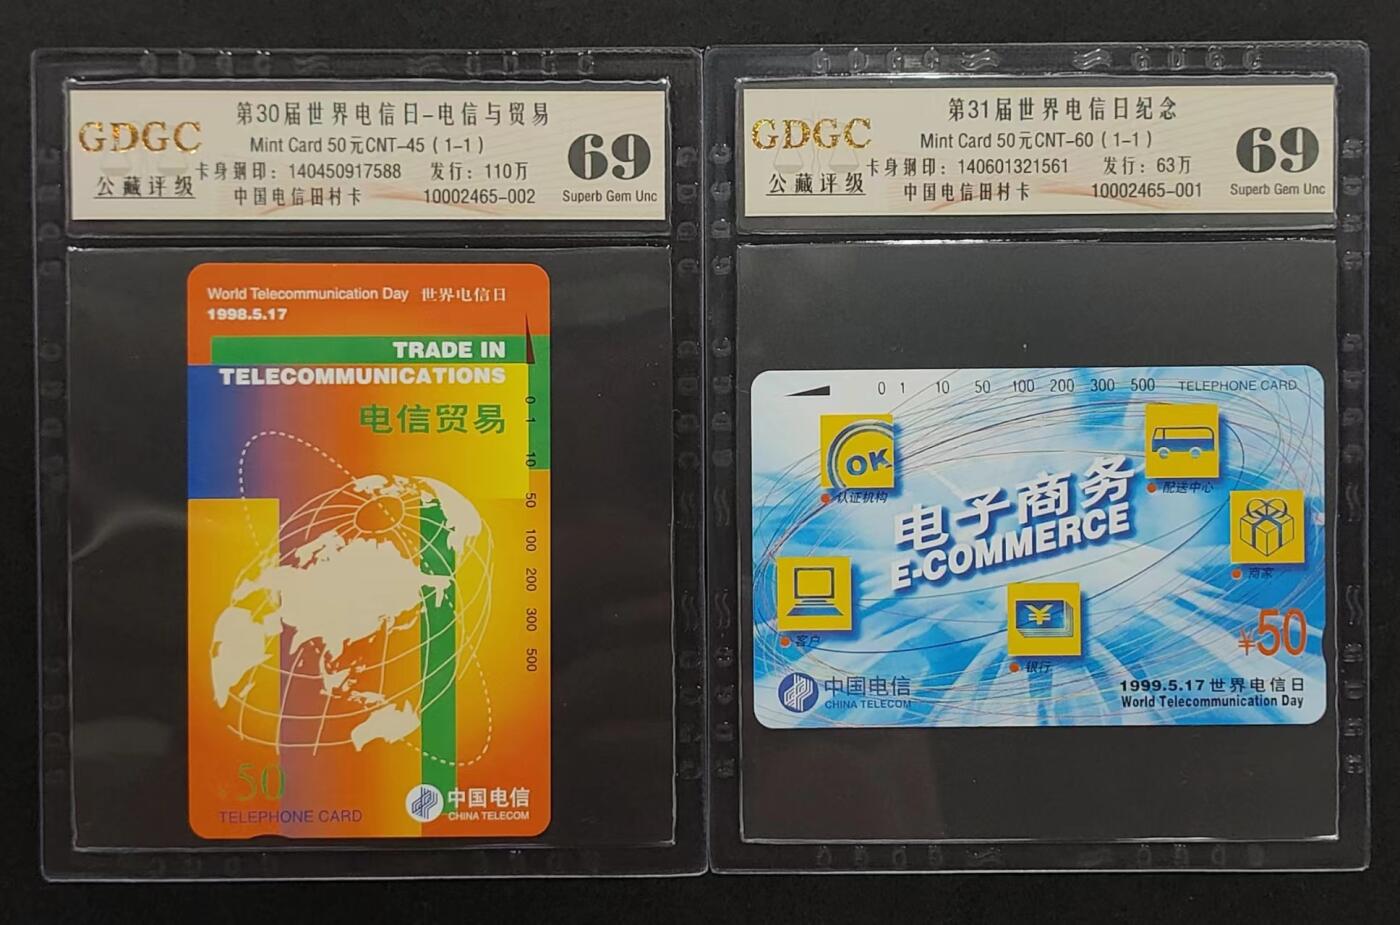 第30届世界电信日-电信与贸易
GDGC
Mint Card 50元CNT-45 (1-1)
69
卡身钢印: 140450917588 发行: 110万
公藏评级
中国电信田村卡 10002465-002
Superb Gem Unc
World Telecommunication Day 世界电信日
1998.5.17
TRADE IN
TELECOMMUNICATIONS
电信贸易
0 1 10 50 100 200 300 500
¥50
TELEPHONE CARD
中国电信
CHINA TELECOM
第31届世界电信日纪念
GDGC
Mint Card 50元CNT-60 (1-1)
69
卡身钢印: 140601321561 发行: 63万
公藏评级
中国电信田村卡 10002465-001
Superb Gem Unc
0 1 10 50 100 200 300 500 TELEPHONE CARD
OK
认证机构
配送中心
电子商务
E-COMMERCE
商家
客户
¥
银行
¥50
中国电信
CHINA TELECOM
1999.5.17世界电信日
World Telecommunication Day